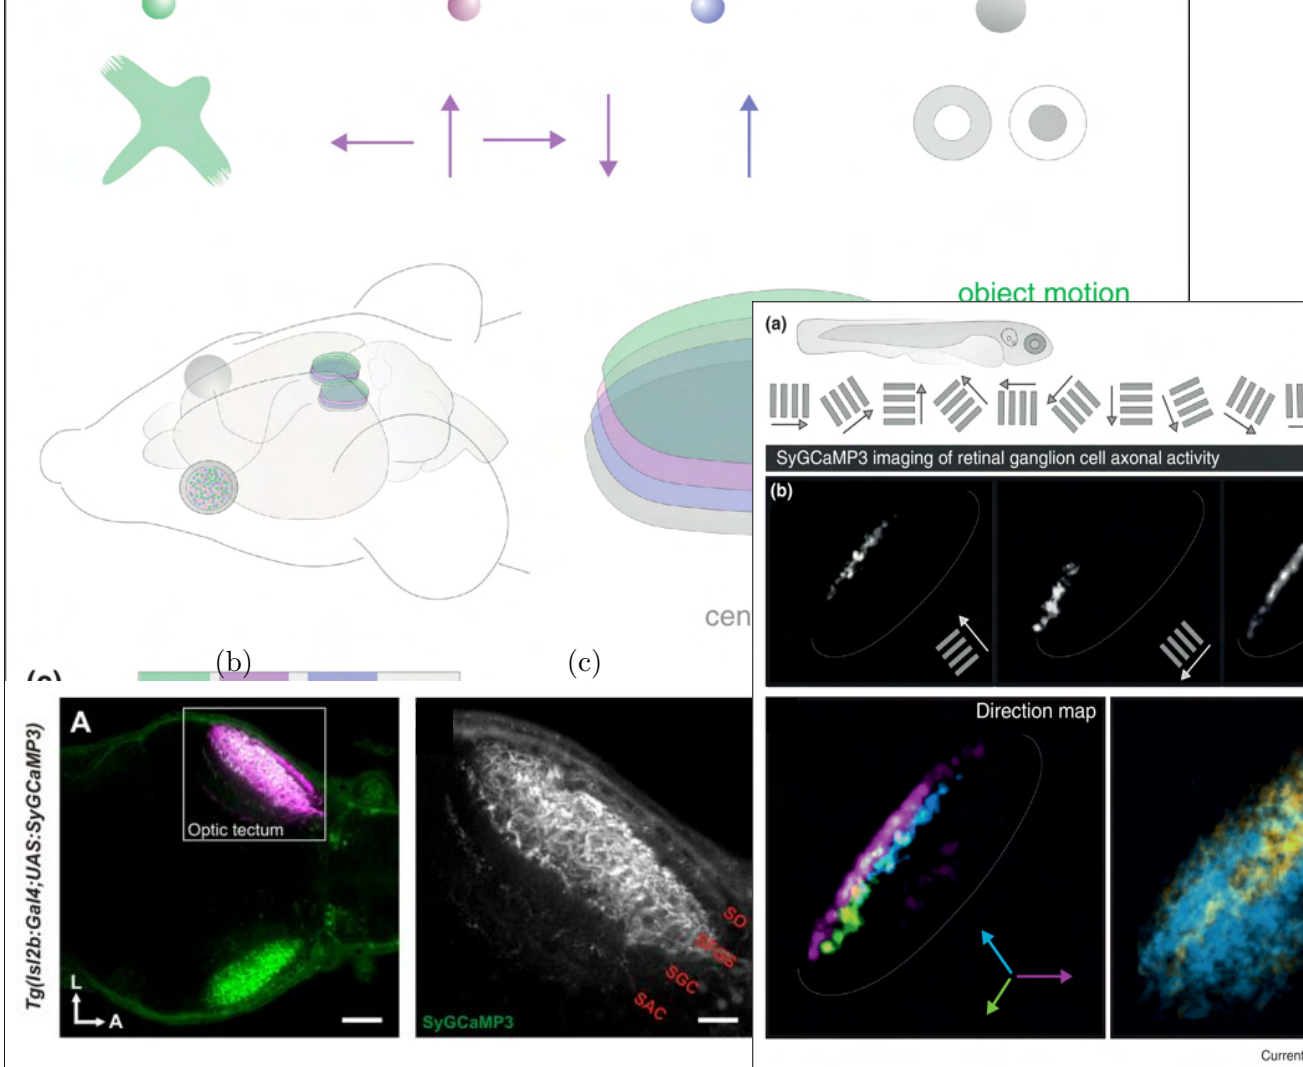 object motion
(a)
SyGCaMP3 imaging of retinal ganglion cell axonal activity
(b)
cen
(b)
(c)
Tg(Isl2b:Gal4;UAS:SyGCaMP3)
A
Optic tectum
L
A
SO
SFGS
SGC
SAC
SyGCaMP3
Direction map
Current